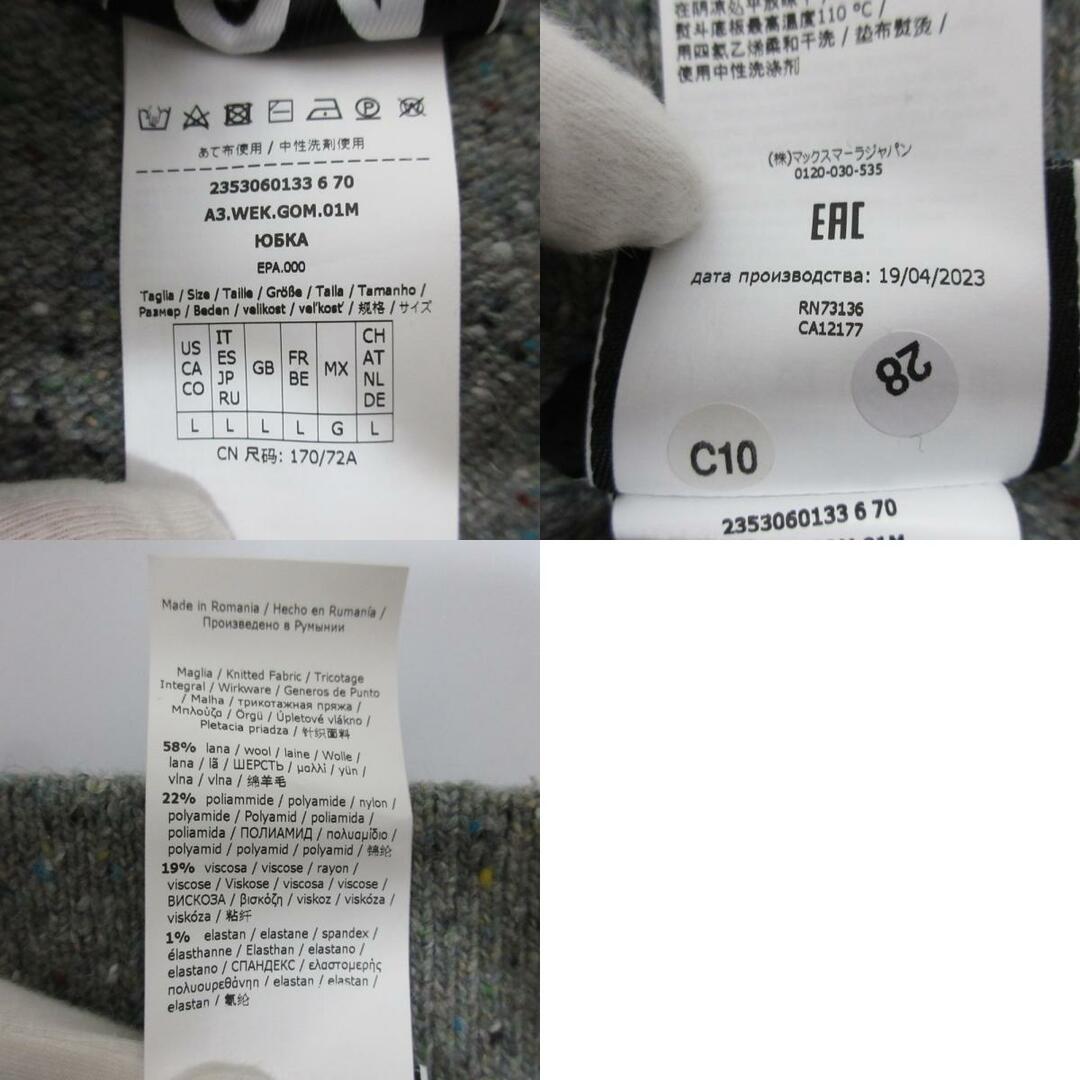 あて布使用 / 中性洗剤使用
2353060133 6 70
A3.WEK.GOM.01M
ЮБКА
EPA.000
Taglia / Size / Taille / Größe / Talla / Tamanho /
Размер / Beden / velikost / veľkosť / 规格 / サイズ
US CA CO
IT ES JP RU
GB
FR BE
MX
CH AT NL DE
L L L L G L
CN 尺码: 170/72A
在阴凉处平放晾干 /
熨斗底板最高温度110 °C /
用四氯乙烯柔和干洗 / 垫布熨烫 /
使用中性洗涤剂
(株)マックスマーラジャパン
0120-030-535
EAC
дата производства: 19/04/2023
RN73136
CA12177
28
C10
2353060133 6 70
Made in Romania / Hecho en Rumanía /
Произведено в Румынии
Maglia / Knitted Fabric / Tricotage
Integral / Wirkware / Generos de Punto
/ Malha / трикотажная пряжа /
Μπλούζα / Örgü / Úpletové vlákno /
Pletacia priadza / 针织面料
58% lana / wool / laine / Wolle /
lana / lã / ШЕРСТЬ / μαλλί / yün /
vlna / vlna / 绵羊毛
22% poliammide / polyamide / nylon /
polyamide / Polyamid / poliamida /
poliamida / ПОЛИАМИД / πολυαμίδιο /
polyamid / polyamid / polyamid / 锦纶
19% viscosa / viscose / rayon /
viscose / Viskose / viscosa / viscose /
ВИСКОЗА / βισκόζη / viskoz / viskóza /
viskóza / 粘纤
1% elastan / elastane / spandex /
élasthanne / Elasthan / elastano /
elastano / СПАНДЕКС / ελαστομερής
πολυουρεθάνη / elastan / elastan /
elastan / 氨纶